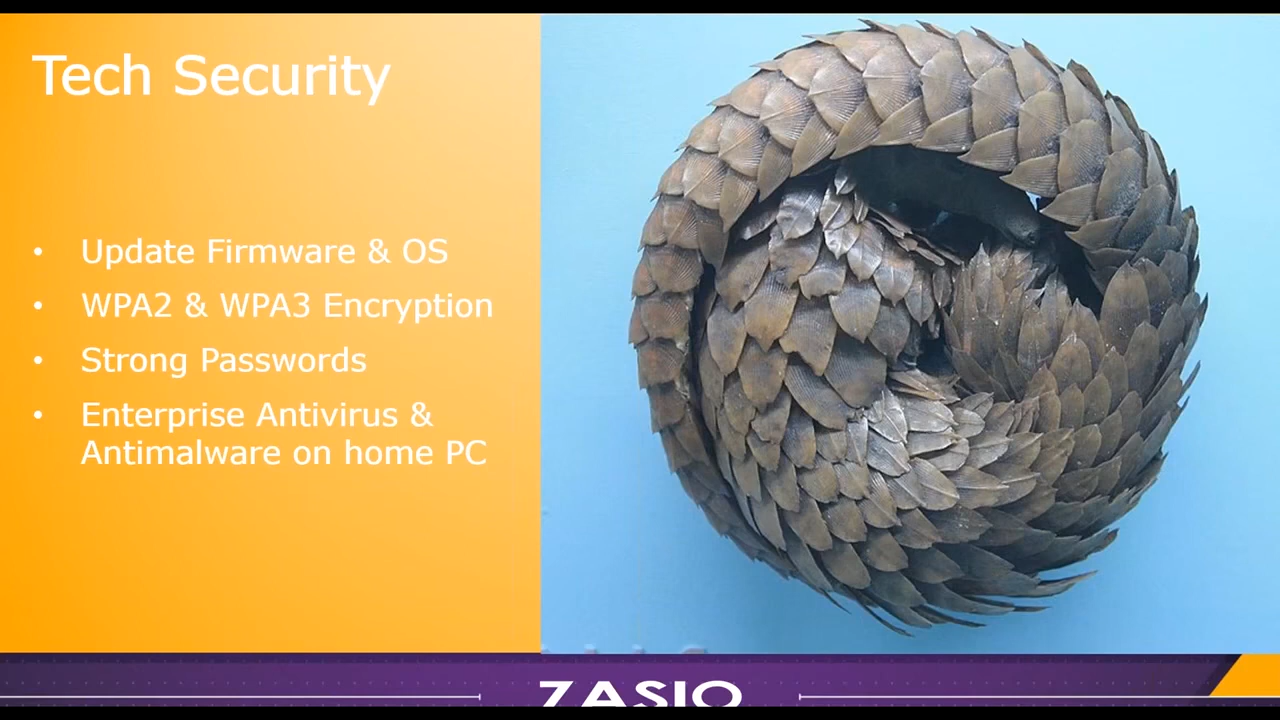 Tech Security
• Update Firmware & OS
• WPA2 & WPA3 Encryption
• Strong Passwords
• Enterprise Antivirus &
Antimalware on home PC
ZASIO